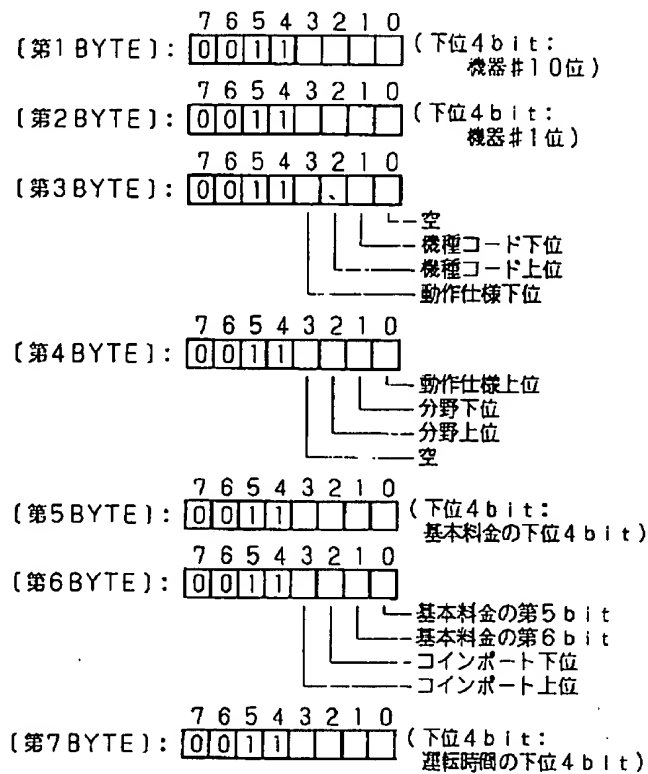 7 6 5 4 3 2 1 0
〔第1BYTE〕: 0 0 1 1 (下位4bit:
機器#10位)
7 6 5 4 3 2 1 0
〔第2BYTE〕: 0 0 1 1 (下位4bit:
機器#1位)
7 6 5 4 3 2 1 0
〔第3BYTE〕: 0 0 1 1
空
機種コード下位
機種コード上位
動作仕様下位
7 6 5 4 3 2 1 0
〔第4BYTE〕: 0 0 1 1
動作仕様上位
分野下位
分野上位
空
7 6 5 4 3 2 1 0
〔第5BYTE〕: 0 0 1 1 (下位4bit:
基本料金の下位4bit)
7 6 5 4 3 2 1 0
〔第6BYTE〕: 0 0 1 1
基本料金の第5bit
基本料金の第6bit
コインポート下位
コインポート上位
7 6 5 4 3 2 1 0
〔第7BYTE〕: 0 0 1 1 (下位4bit:
運転時間の下位4bit)